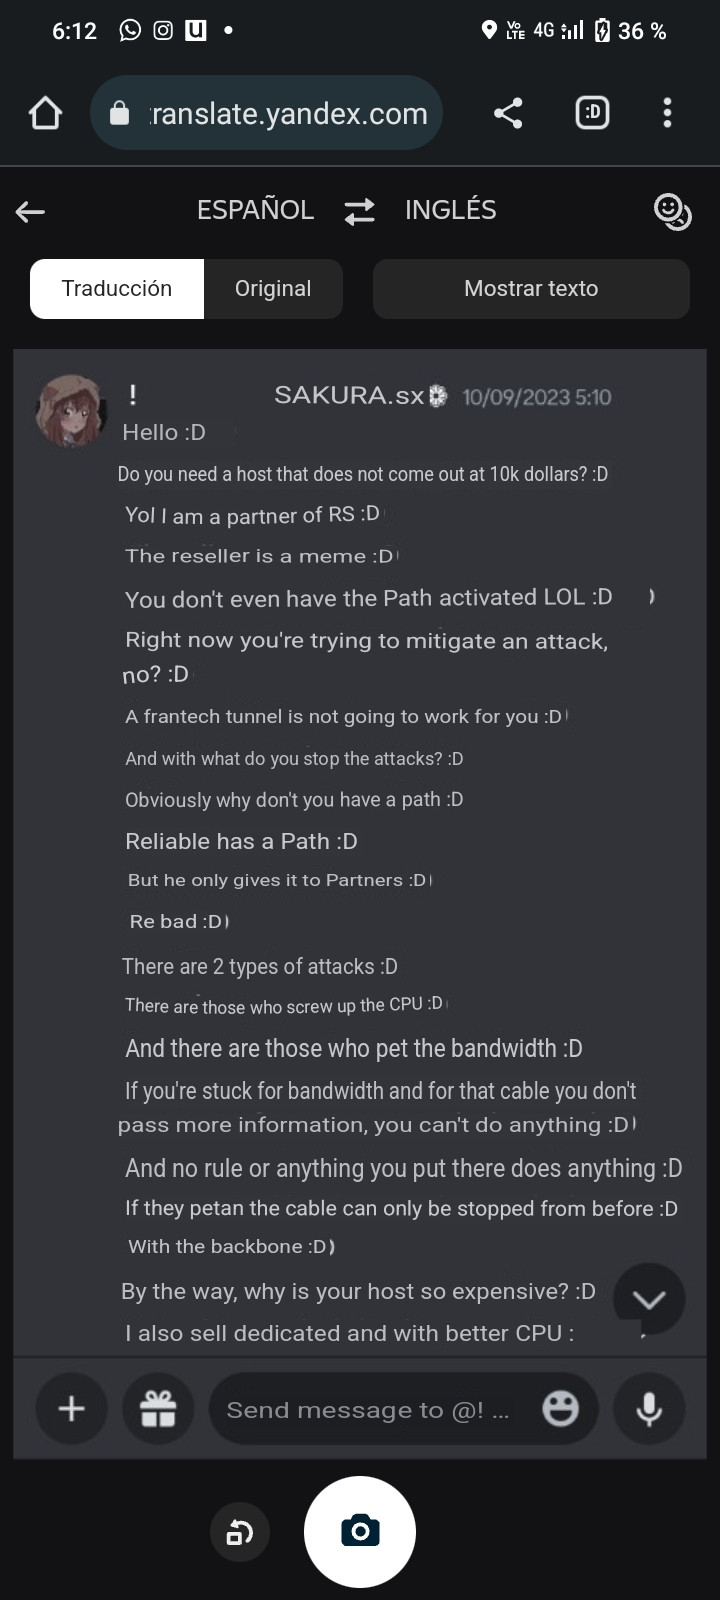 6:12
Vo LTE 4G 36 %
ranslate.yandex.com
:D
ESPAÑOL INGLÉS
Traducción Original Mostrar texto
! SAKURA.sx 10/09/2023 5:10
Hello :D
Do you need a host that does not come out at 10k dollars? :D
Yol I am a partner of RS :D
The reseller is a meme :D
You don't even have the Path activated LOL :D )
Right now you're trying to mitigate an attack,
no? :D
A frantech tunnel is not going to work for you :D
And with what do you stop the attacks? :D
Obviously why don't you have a path :D
Reliable has a Path :D
But he only gives it to Partners :D
Re bad :D)
There are 2 types of attacks :D
There are those who screw up the CPU :D
And there are those who pet the bandwidth :D
If you're stuck for bandwidth and for that cable you don't
pass more information, you can't do anything :D)
And no rule or anything you put there does anything :D
If they petan the cable can only be stopped from before :D
With the backbone :D)
By the way, why is your host so expensive? :D
I also sell dedicated and with better CPU :
Send message to @! ...